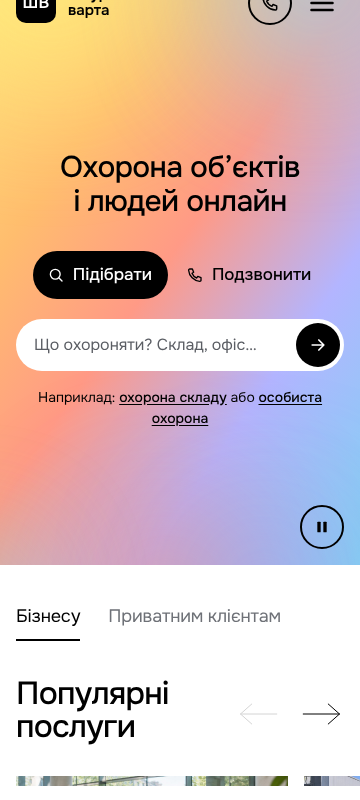 ШВ
варта
Охорона об’єктів
і людей онлайн
Підібрати
Подзвонити
Що охороняти? Склад, офіс...
Наприклад: охорона складу або особиста
охорона
Бізнесу
Приватним клієнтам
Популярні
послуги